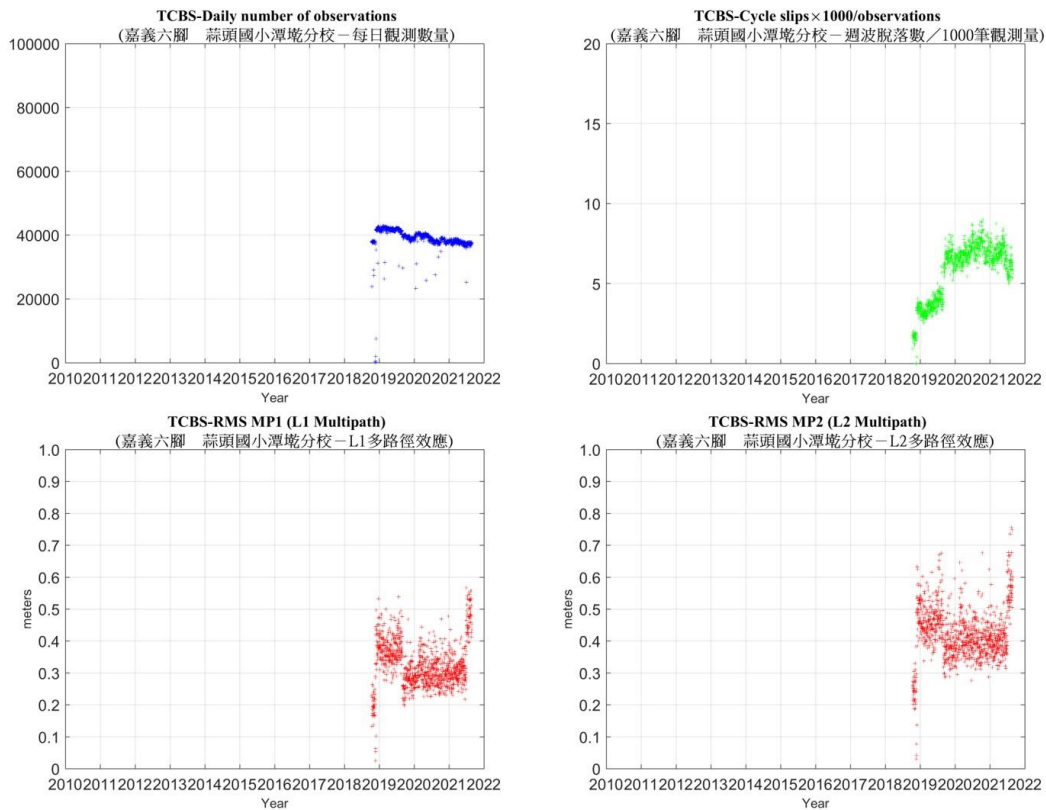 TCBS-Daily number of observations
(嘉義六腳　蒜頭國小潭墘分校－每日觀測數量)
100000
80000
60000
40000
20000
0
2010 2011 2012 2013 2014 2015 2016 2017 2018 2019 2020 2021 2022
Year
TCBS-Cycle slips×1000/observations
(嘉義六腳　蒜頭國小潭墘分校－週波脫落數／1000筆觀測量)
20
15
10
5
0
2010 2011 2012 2013 2014 2015 2016 2017 2018 2019 2020 2021 2022
Year
TCBS-RMS MP1 (L1 Multipath)
(嘉義六腳　蒜頭國小潭墘分校－L1多路徑效應)
1.0
0.9
0.8
0.7
0.6
0.5
0.4
0.3
0.2
0.1
0
meters
2010 2011 2012 2013 2014 2015 2016 2017 2018 2019 2020 2021 2022
Year
TCBS-RMS MP2 (L2 Multipath)
(嘉義六腳　蒜頭國小潭墘分校－L2多路徑效應)
1.0
0.9
0.8
0.7
0.6
0.5
0.4
0.3
0.2
0.1
0
meters
2010 2011 2012 2013 2014 2015 2016 2017 2018 2019 2020 2021 2022
Year